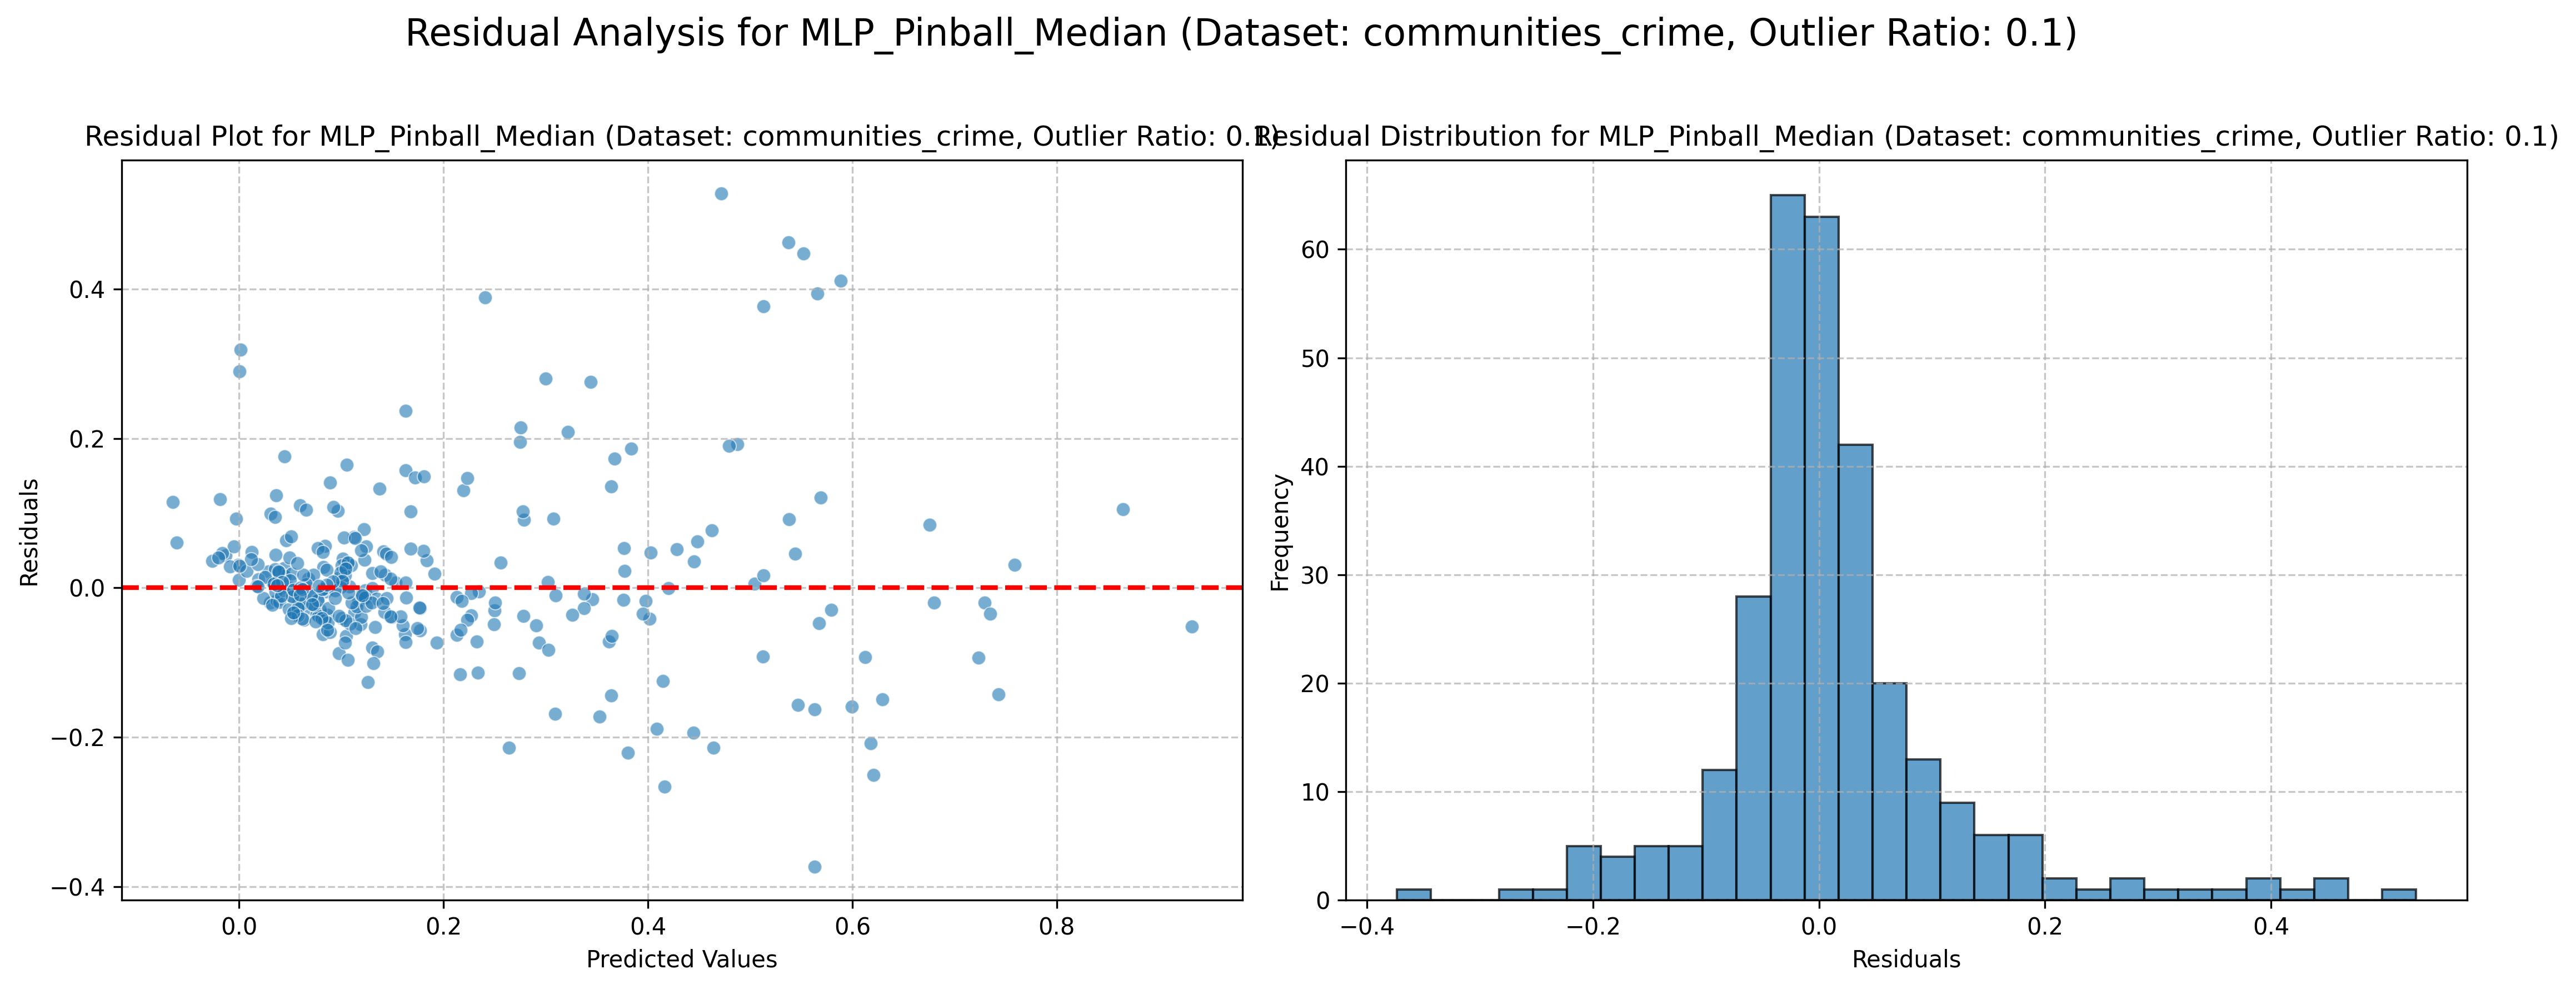 Residual Analysis for MLP_Pinball_Median (Dataset: communities_crime, Outlier Ratio: 0.1)
Residual Plot for MLP_Pinball_Median (Dataset: communities_crime, Outlier Ratio: 0.1)
Residuals
0.4
0.2
0.0
−0.2
−0.4
0.0 0.2 0.4 0.6 0.8
Predicted Values
Residual Distribution for MLP_Pinball_Median (Dataset: communities_crime, Outlier Ratio: 0.1)
Frequency
60
50
40
30
20
10
0
−0.4 −0.2 0.0 0.2 0.4
Residuals